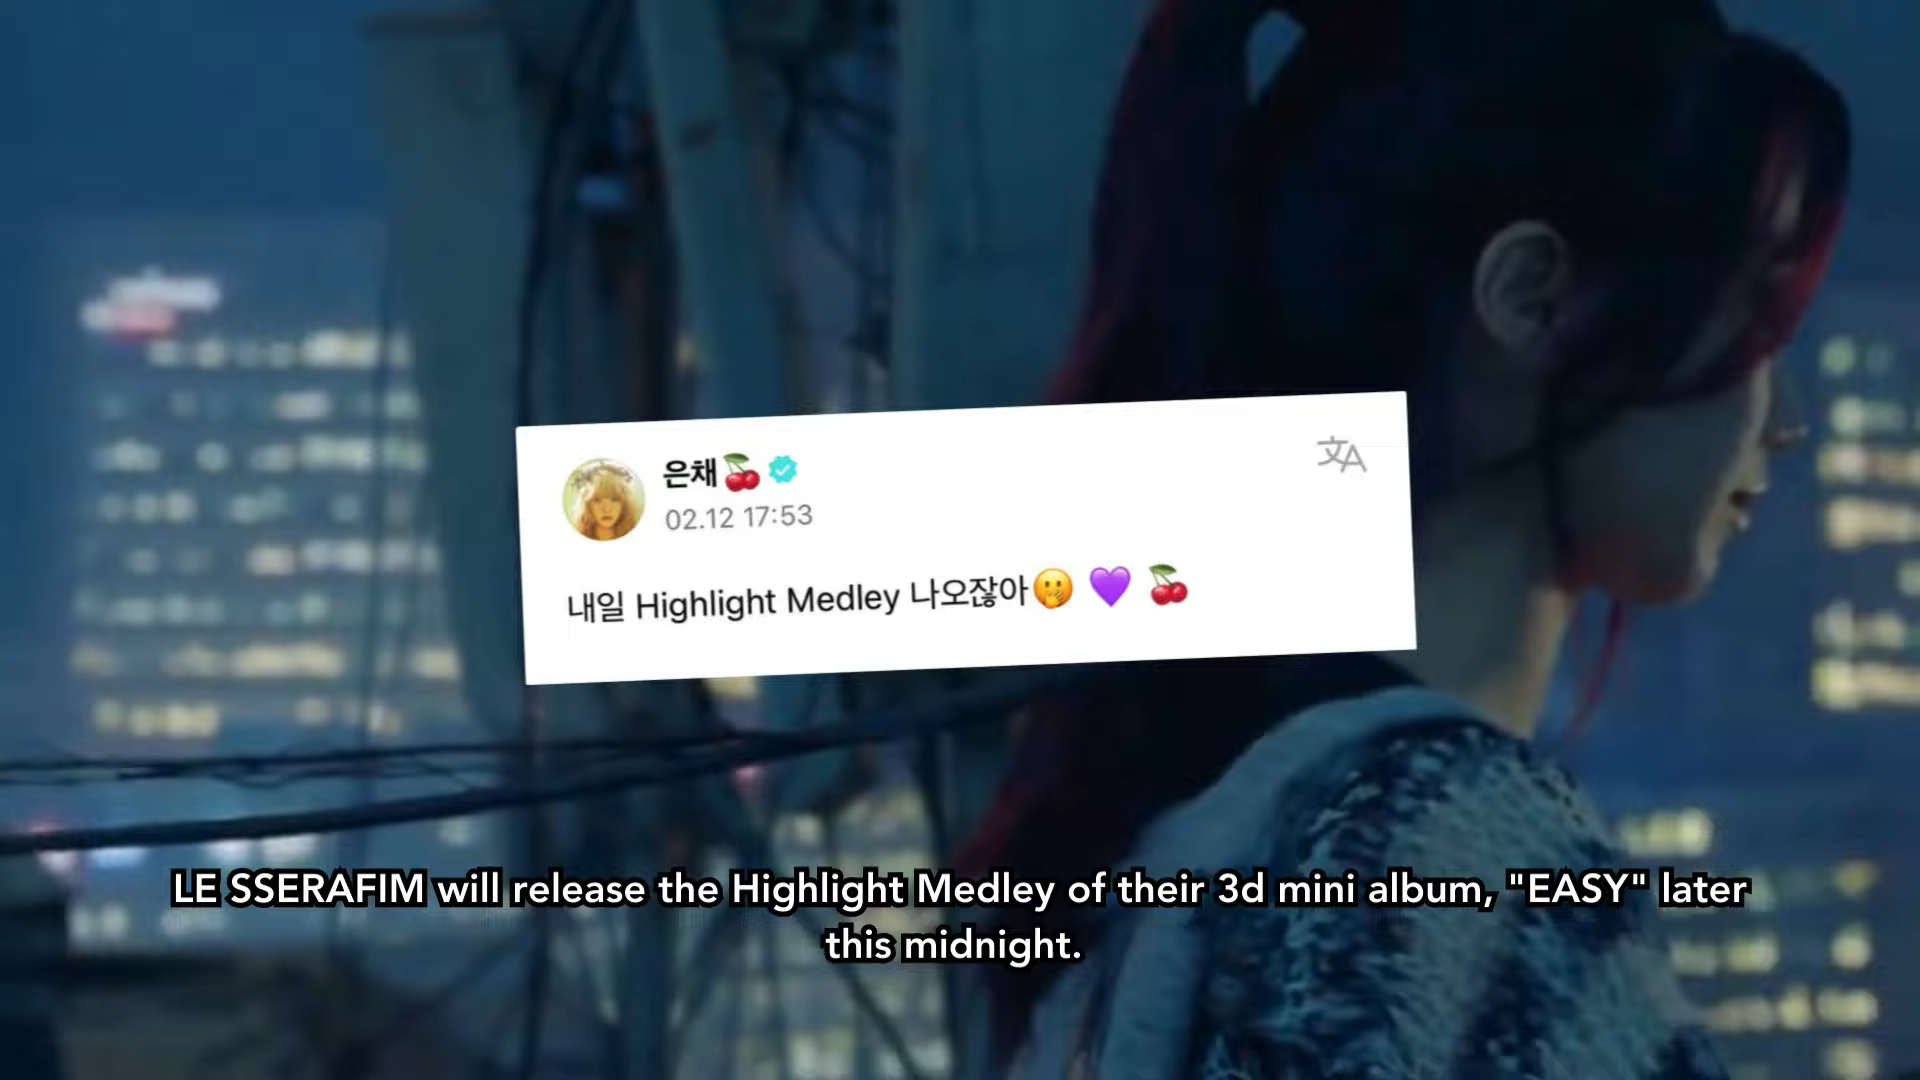 은채🍒
02.12 17:53
내일 Highlight Medley 나오잖아🤭 💜 🍒
LE SSERAFIM will release the Highlight Medley of their 3d mini album, "EASY" later
this midnight.